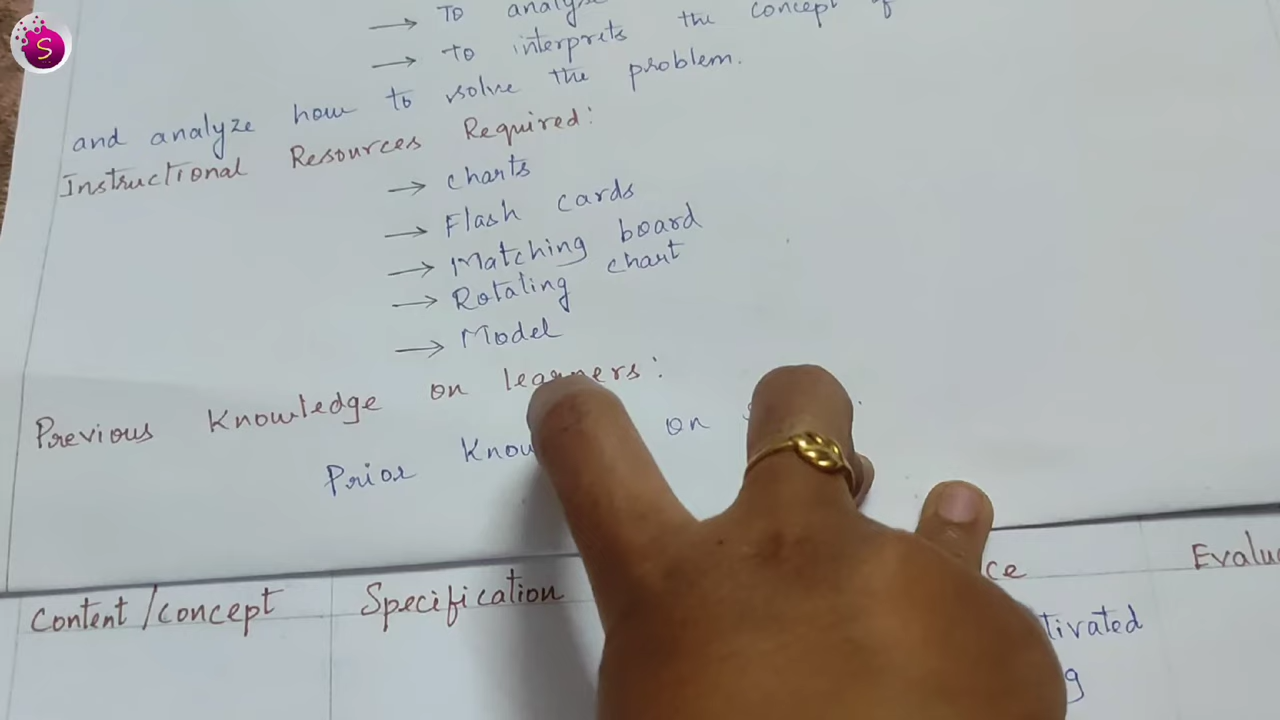 S
→ To
→ To interprets the concept of
and analyze how to solve the problem.
Instructional Resources Required:
→ charts
→ Flash cards
→ Matching board
→ Rotating chart
→ Model
Previous Knowledge on learners:
Prior on
Content/concept Specification